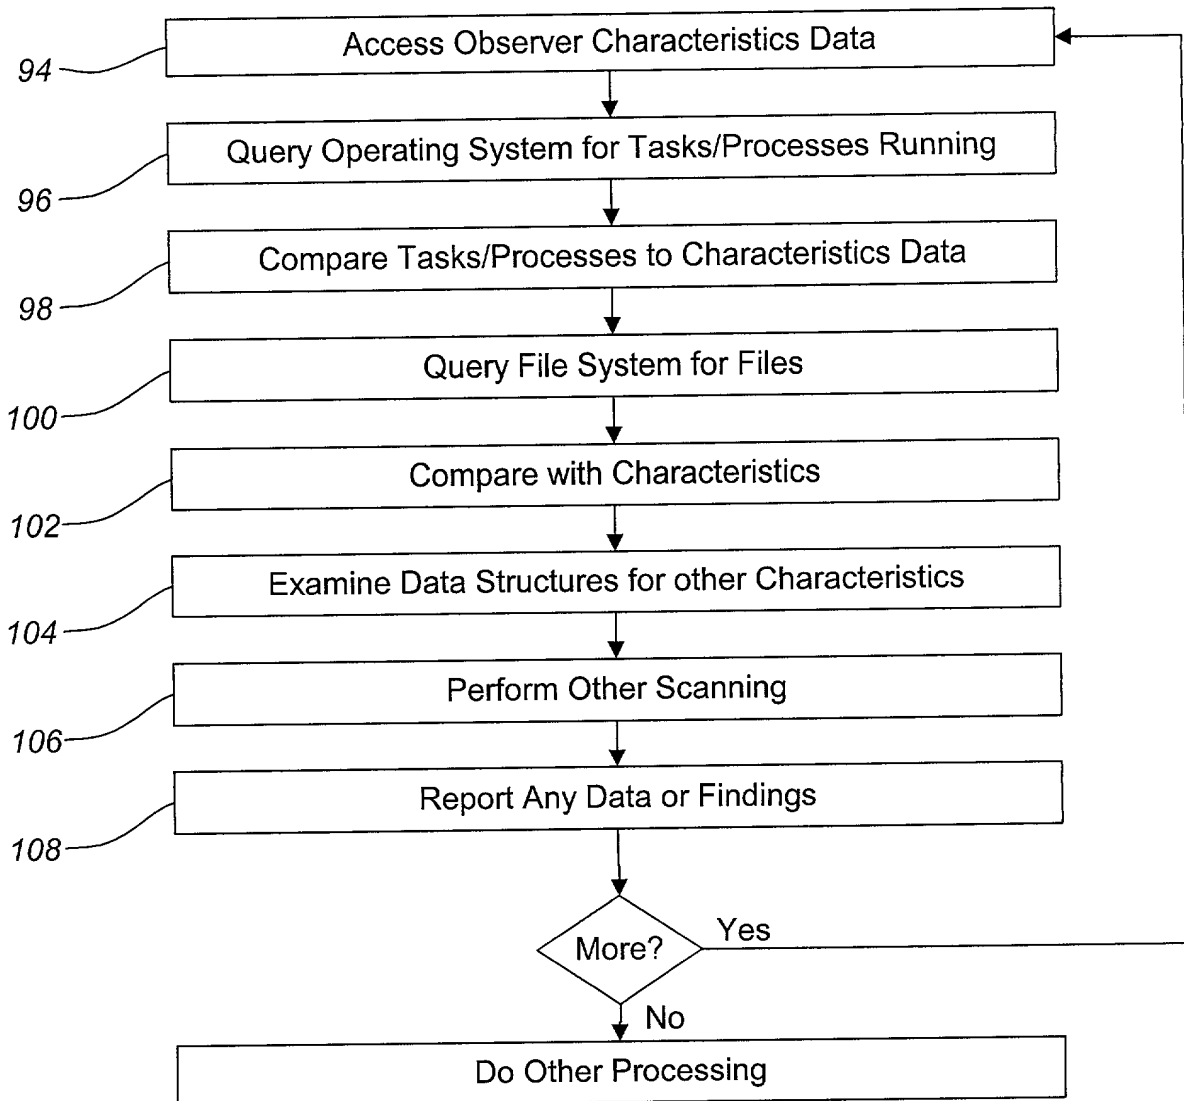 Access Observer Characteristics Data
94
Query Operating System for Tasks/Processes Running
96
Compare Tasks/Processes to Characteristics Data
98
Query File System for Files
100
Compare with Characteristics
102
Examine Data Structures for other Characteristics
104
Perform Other Scanning
106
Report Any Data or Findings
108
More?
Yes
No
Do Other Processing